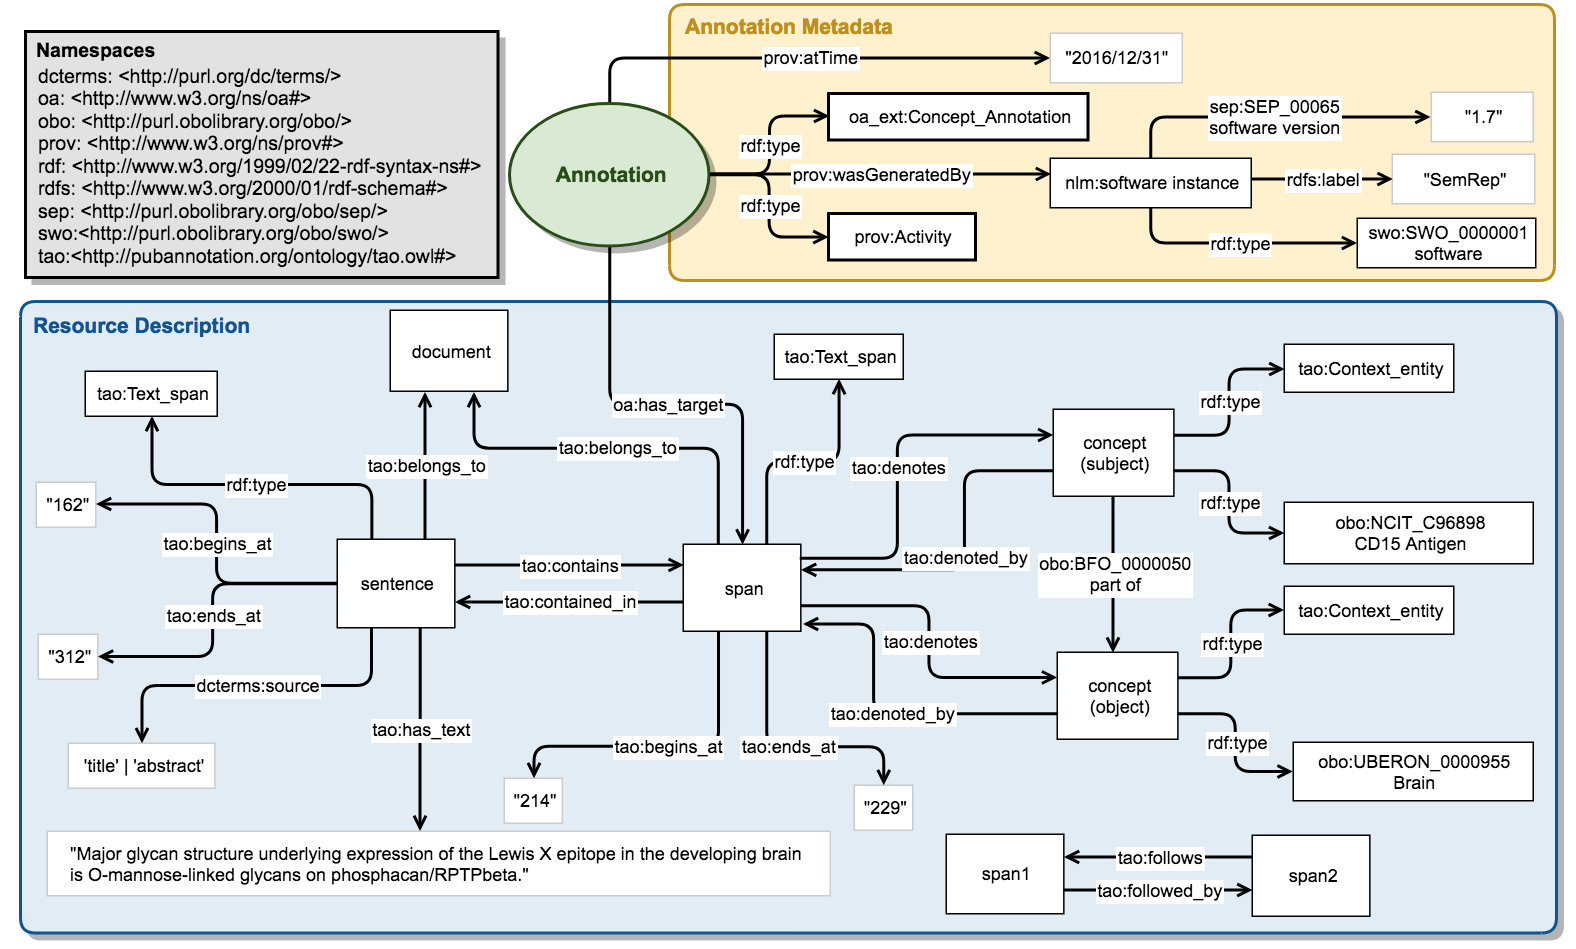 Namespaces
dcterms: <http://purl.org/dc/terms/>
oa: <http://www.w3.org/ns/oa#>
obo: <http://purl.obolibrary.org/obo/>
prov: <http://www.w3.org/ns/prov#>
rdf: <http://www.w3.org/1999/02/22-rdf-syntax-ns#>
rdfs: <http://www.w3.org/2000/01/rdf-schema#>
sep: <http://purl.obolibrary.org/obo/sep/>
swo:<http://purl.obolibrary.org/obo/swo/>
tao:<http://pubannotation.org/ontology/tao.owl#>
Annotation
Annotation Metadata
prov:atTime
"2016/12/31"
rdf:type
oa_ext:Concept_Annotation
prov:wasGeneratedBy
rdf:type
prov:Activity
nlm:software instance
sep:SEP_00065
software version
"1.7"
rdfs:label
"SemRep"
rdf:type
swo:SWO_0000001
software
Resource Description
document
tao:Text_span
rdf:type
"162"
tao:begins_at
tao:ends_at
"312"
dcterms:source
'title' | 'abstract'
tao:belongs_to
sentence
tao:has_text
"Major glycan structure underlying expression of the Lewis X epitope in the developing brain
is O-mannose-linked glycans on phosphacan/RPTPbeta."
tao:contains
tao:contained_in
oa:has_target
tao:belongs_to
tao:Text_span
rdf:type
span
tao:begins_at
"214"
tao:ends_at
"229"
tao:denotes
tao:denoted_by
tao:denotes
tao:denoted_by
concept
(subject)
rdf:type
tao:Context_entity
rdf:type
obo:NCIT_C96898
CD15 Antigen
obo:BFO_0000050
part of
concept
(object)
rdf:type
tao:Context_entity
rdf:type
obo:UBERON_0000955
Brain
span1
tao:follows
tao:followed_by
span2